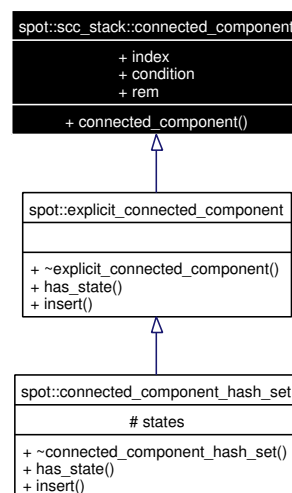 spot::scc_stack::connected_component
+ index
+ condition
+ rem
+ connected_component()
spot::explicit_connected_component
+ ~explicit_connected_component()
+ has_state()
+ insert()
spot::connected_component_hash_set
# states
+ ~connected_component_hash_set()
+ has_state()
+ insert()